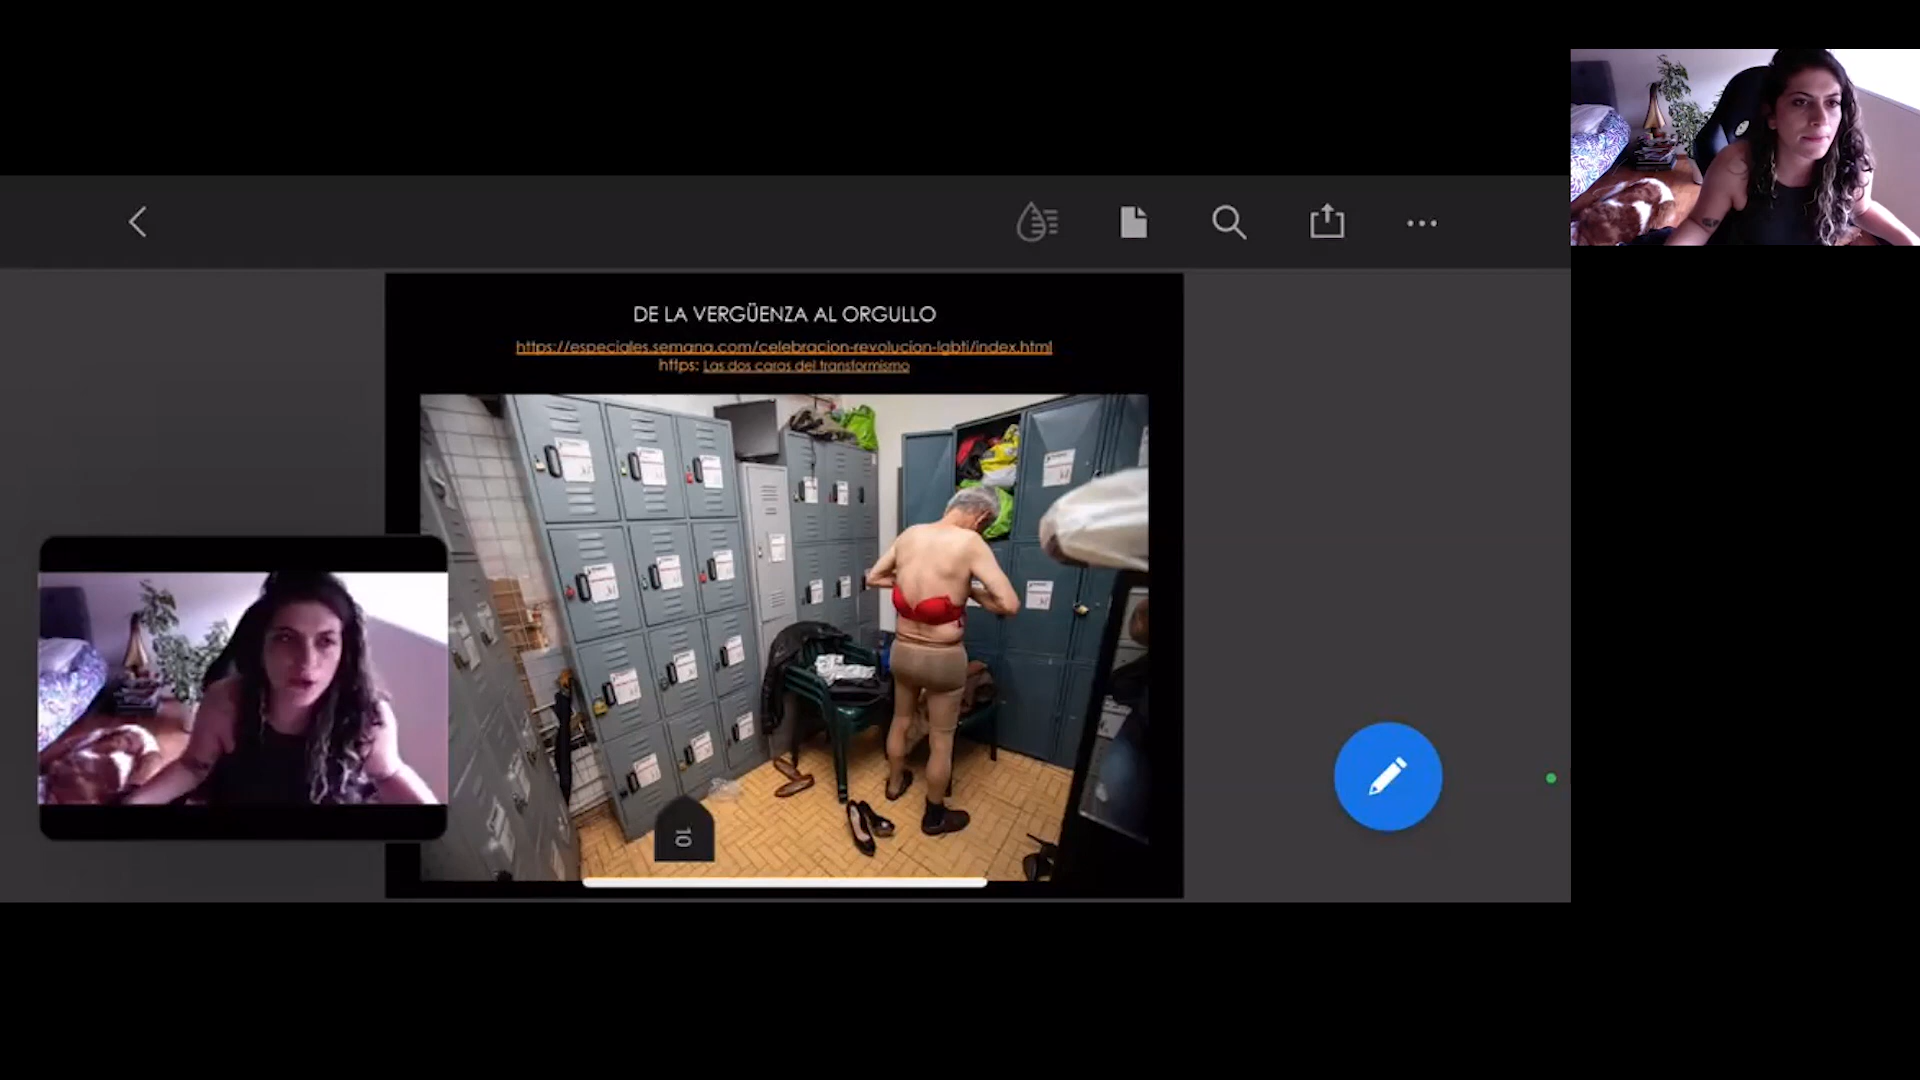 DE LA VERGÜENZA AL ORGULLO
https://especiales.semana.com/celebracion-revolucion-lgbti/index.html
https: Las dos caras del transformismo
10